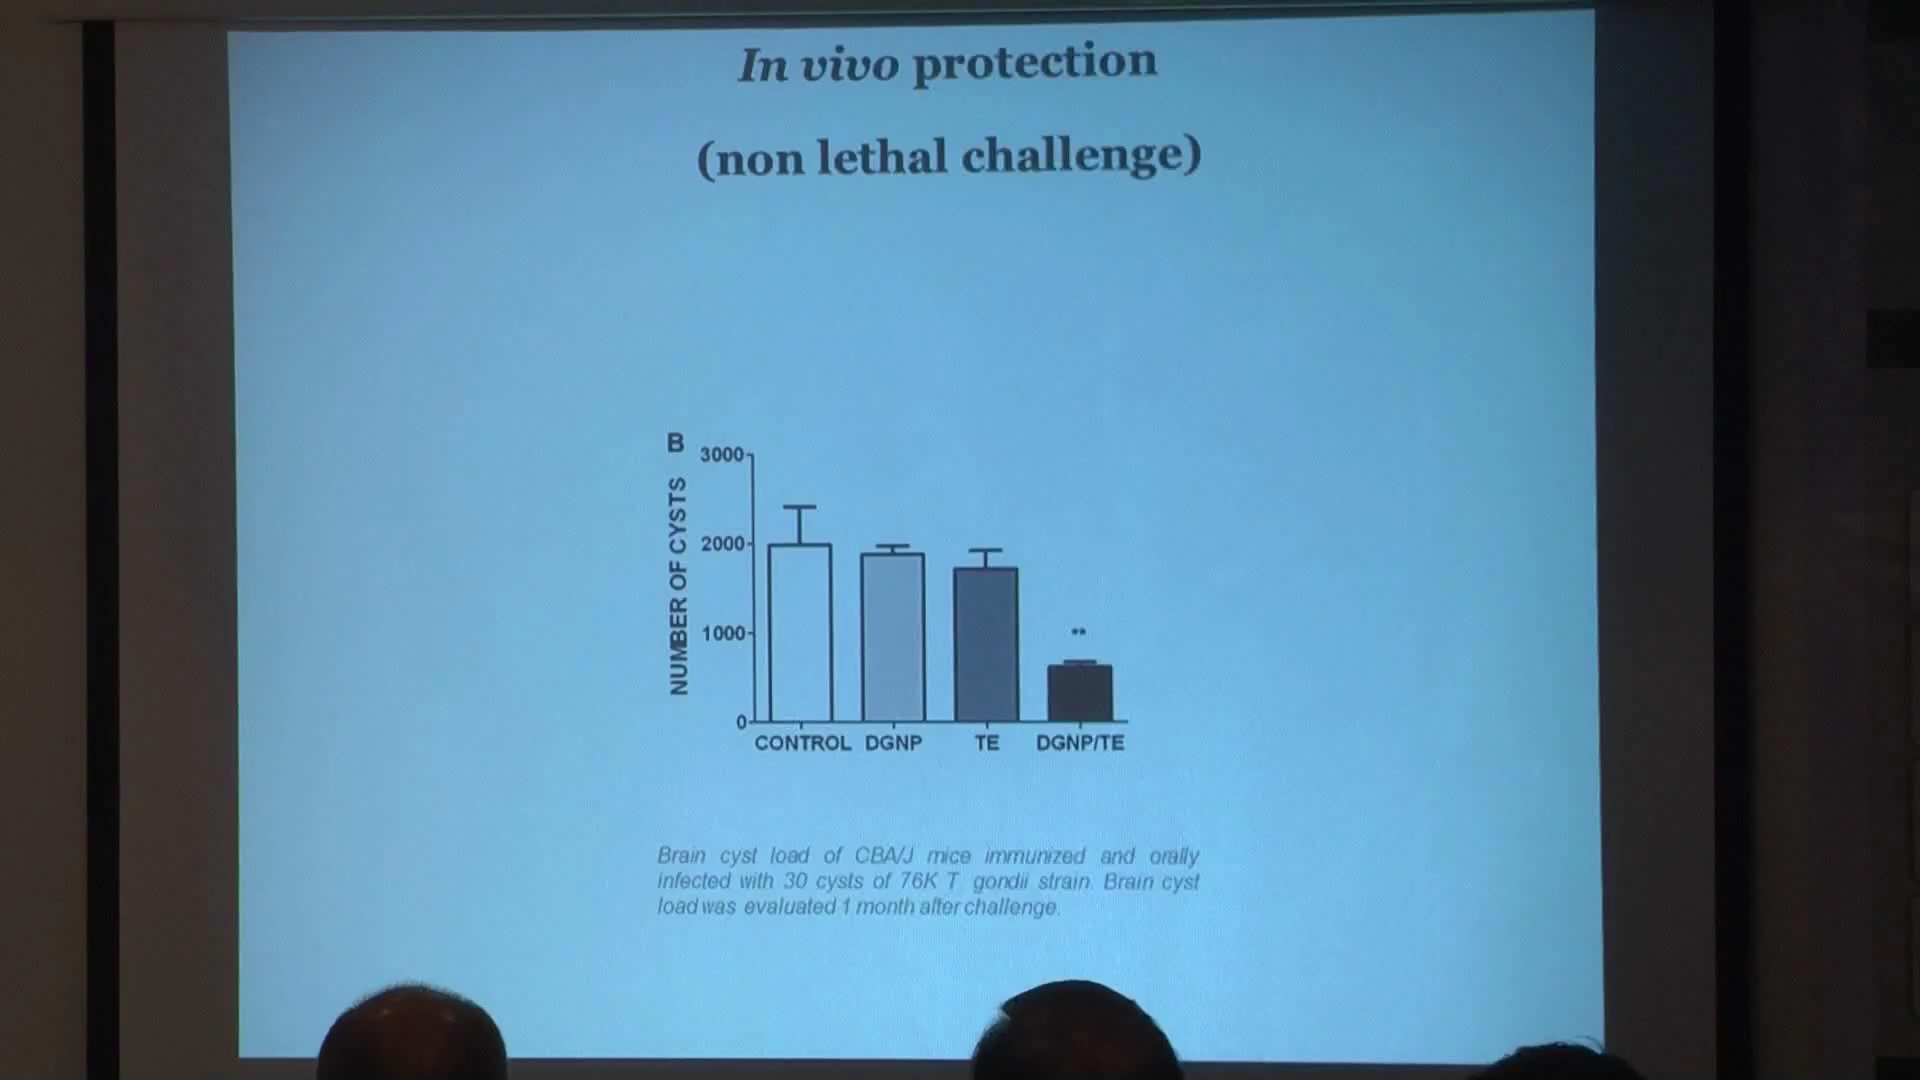 In vivo protection
(non lethal challenge)
B
3000
2000
1000
0
NUMBER OF CYSTS
**
CONTROL DGNP TE DGNP/TE
Brain cyst load of CBA/J mice immunized and orally
infected with 30 cysts of 76K T gondii strain. Brain cyst
load was evaluated 1 month after challenge.